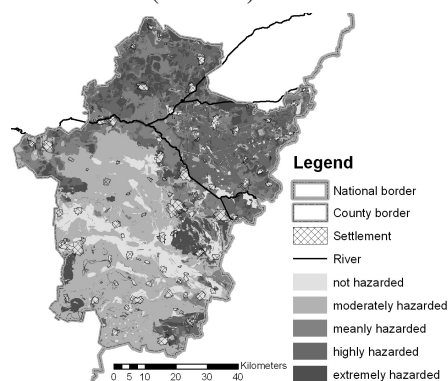 Legend
National border
County border
Settlement
River
not hazarded
moderately hazarded
meanly hazarded
highly hazarded
extremely hazarded
Kilometers
0 5 10 20 30 40